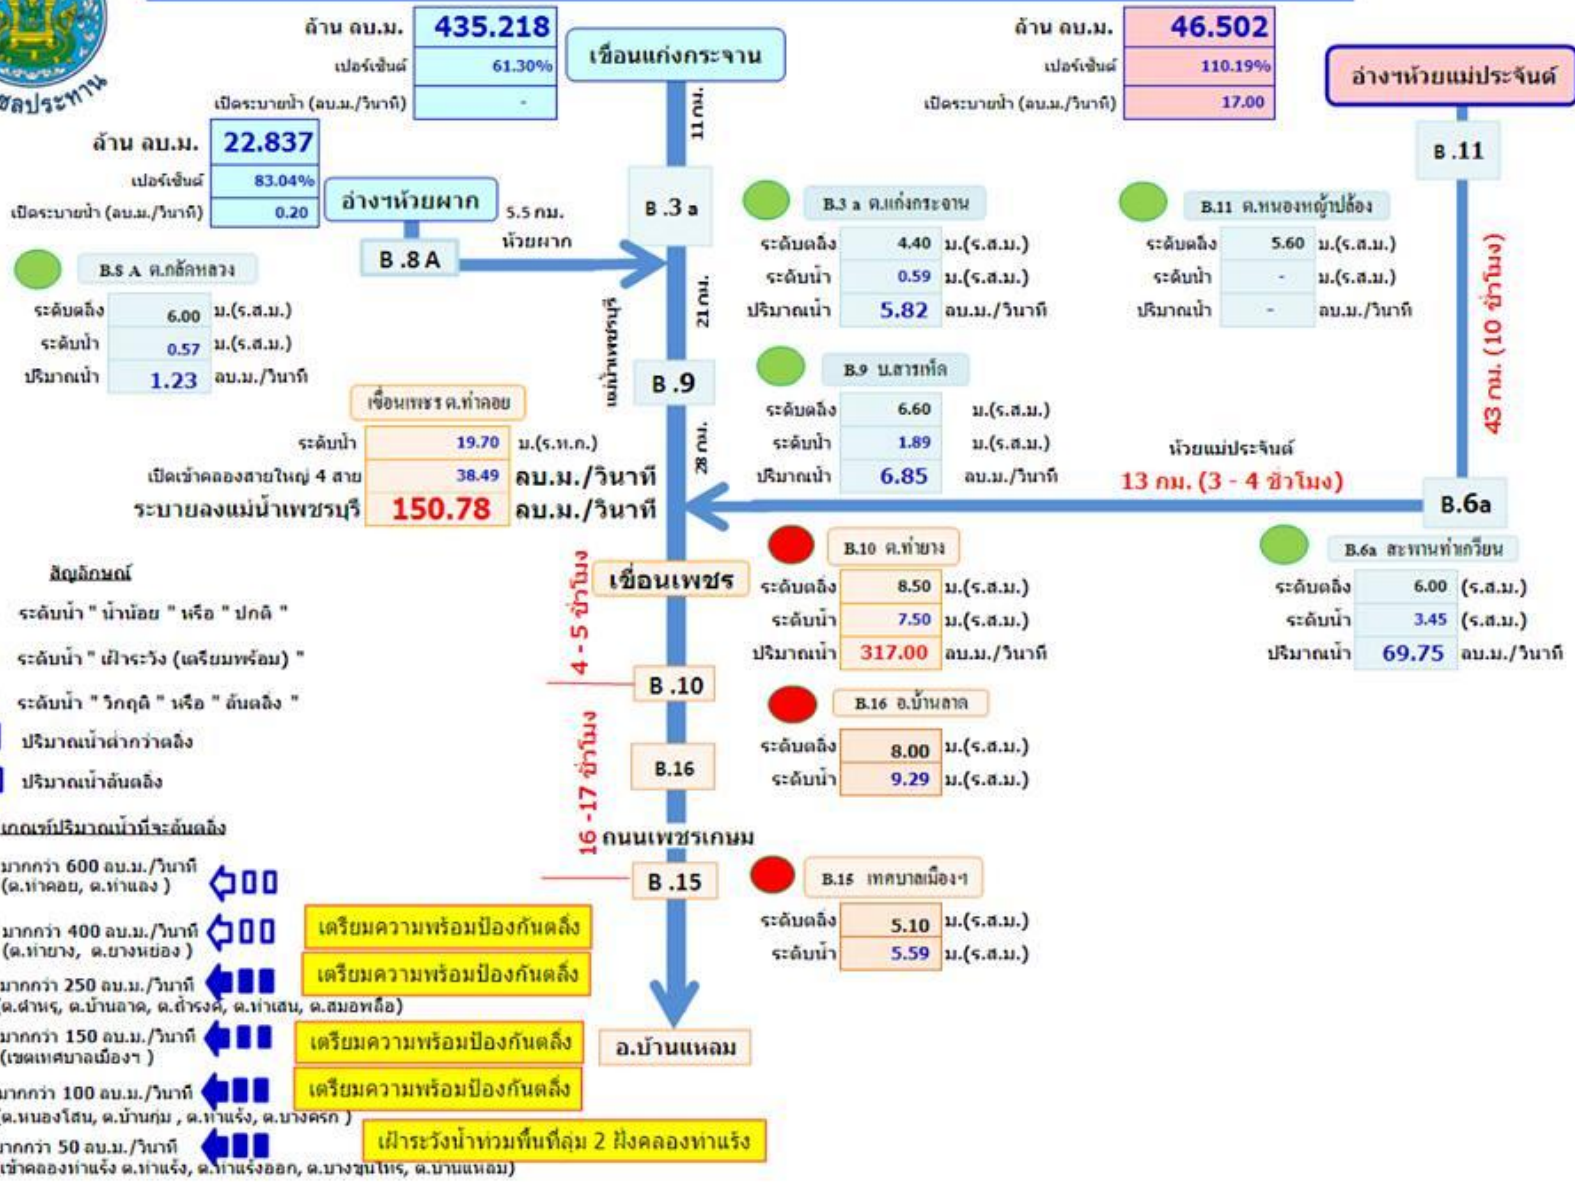 ชลประทาน
ล้าน ลบ.ม. 435.218
เปอร์เซ็นต์ 61.30%
เปิดระบายน้ำ (ลบ.ม./วินาที) -
เขื่อนแก่งกระจาน
ล้าน ลบ.ม. 46.502
เปอร์เซ็นต์ 110.19%
เปิดระบายน้ำ (ลบ.ม./วินาที) 17.00
อ่างฯห้วยแม่ประจันต์
11 กม.
ล้าน ลบ.ม. 22.837
เปอร์เซ็นต์ 83.04%
เปิดระบายน้ำ (ลบ.ม./วินาที) 0.20
อ่างฯห้วยผาก
5.5 กม.
ห้วยผาก
B .8 A
B .3 a
B .11
B.3 a ต.แก่งกระจาน
ระดับตลิ่ง 4.40 ม.(ร.ส.ม.)
ระดับน้ำ 0.59 ม.(ร.ส.ม.)
ปริมาณน้ำ 5.82 ลบ.ม./วินาที
B.11 ต.หนองหญ้าปล้อง
ระดับตลิ่ง 5.60 ม.(ร.ส.ม.)
ระดับน้ำ - ม.(ร.ส.ม.)
ปริมาณน้ำ - ลบ.ม./วินาที
43 กม. (10 ชั่วโมง)
B.8 A ต.กลัดหลวง
ระดับตลิ่ง 6.00 ม.(ร.ส.ม.)
ระดับน้ำ 0.57 ม.(ร.ส.ม.)
ปริมาณน้ำ 1.23 ลบ.ม./วินาที
แม่น้ำเพชรบุรี
21 กม.
B .9
B.9 บ.สารเห็ด
ระดับตลิ่ง 6.60 ม.(ร.ส.ม.)
ระดับน้ำ 1.89 ม.(ร.ส.ม.)
ปริมาณน้ำ 6.85 ลบ.ม./วินาที
เขื่อนเพชร ต.ท่าคอย
ระดับน้ำ 19.70 ม.(ร.ท.ก.)
เปิดเข้าคลองสายใหญ่ 4 สาย 38.49 ลบ.ม./วินาที
ระบายลงแม่น้ำเพชรบุรี 150.78 ลบ.ม./วินาที
28 กม.
ห้วยแม่ประจันต์
13 กม. (3 - 4 ชั่วโมง)
B.6a
B.6a สะพานท่าเกวียน
ระดับตลิ่ง 6.00 (ร.ส.ม.)
ระดับน้ำ 3.45 (ร.ส.ม.)
ปริมาณน้ำ 69.75 ลบ.ม./วินาที
เขื่อนเพชร
4 - 5 ชั่วโมง
B.10 ต.ท่ายาง
ระดับตลิ่ง 8.50 ม.(ร.ส.ม.)
ระดับน้ำ 7.50 ม.(ร.ส.ม.)
ปริมาณน้ำ 317.00 ลบ.ม./วินาที
B .10
B.16 อ.บ้านลาด
ระดับตลิ่ง 8.00 ม.(ร.ส.ม.)
ระดับน้ำ 9.29 ม.(ร.ส.ม.)
16 -17 ชั่วโมง
B.16
ถนนเพชรเกษม
B .15
B.15 เทศบาลเมืองฯ
ระดับตลิ่ง 5.10 ม.(ร.ส.ม.)
ระดับน้ำ 5.59 ม.(ร.ส.ม.)
อ.บ้านแหลม
สัญลักษณ์
ระดับน้ำ " น้ำน้อย " หรือ " ปกติ "
ระดับน้ำ " เฝ้าระวัง (เตรียมพร้อม) "
ระดับน้ำ " วิกฤติ " หรือ " ล้นตลิ่ง "
ปริมาณน้ำต่ำกว่าตลิ่ง
ปริมาณน้ำล้นตลิ่ง
เกณฑ์ปริมาณน้ำที่จะล้นตลิ่ง
มากกว่า 600 ลบ.ม./วินาที
(ต.ท่าคอย, ต.ท่าแลง )
มากกว่า 400 ลบ.ม./วินาที เตรียมความพร้อมป้องกันตลิ่ง
(ต.ท่ายาง, ต.ยางหย่อง )
มากกว่า 250 ลบ.ม./วินาที เตรียมความพร้อมป้องกันตลิ่ง
(ต.ตำหรุ, ต.บ้านลาด, ต.ถ้ำรงค์, ต.ท่าเสน, ต.สมอพลือ)
มากกว่า 150 ลบ.ม./วินาที เตรียมความพร้อมป้องกันตลิ่ง
(เขตเทศบาลเมืองฯ )
มากกว่า 100 ลบ.ม./วินาที เตรียมความพร้อมป้องกันตลิ่ง
(ต.หนองโสน, ต.บ้านกุ่ม , ต.ท่าแร้ง, ต.บางครก )
มากกว่า 50 ลบ.ม./วินาที เฝ้าระวังน้ำท่วมพื้นที่ลุ่ม 2 ฝั่งคลองท่าแร้ง
เข้าคลองท่าแร้ง ต.ท่าแร้ง, ต.ท่าแร้งออก, ต.บางขุนไทร, ต.บ้านแหลม)